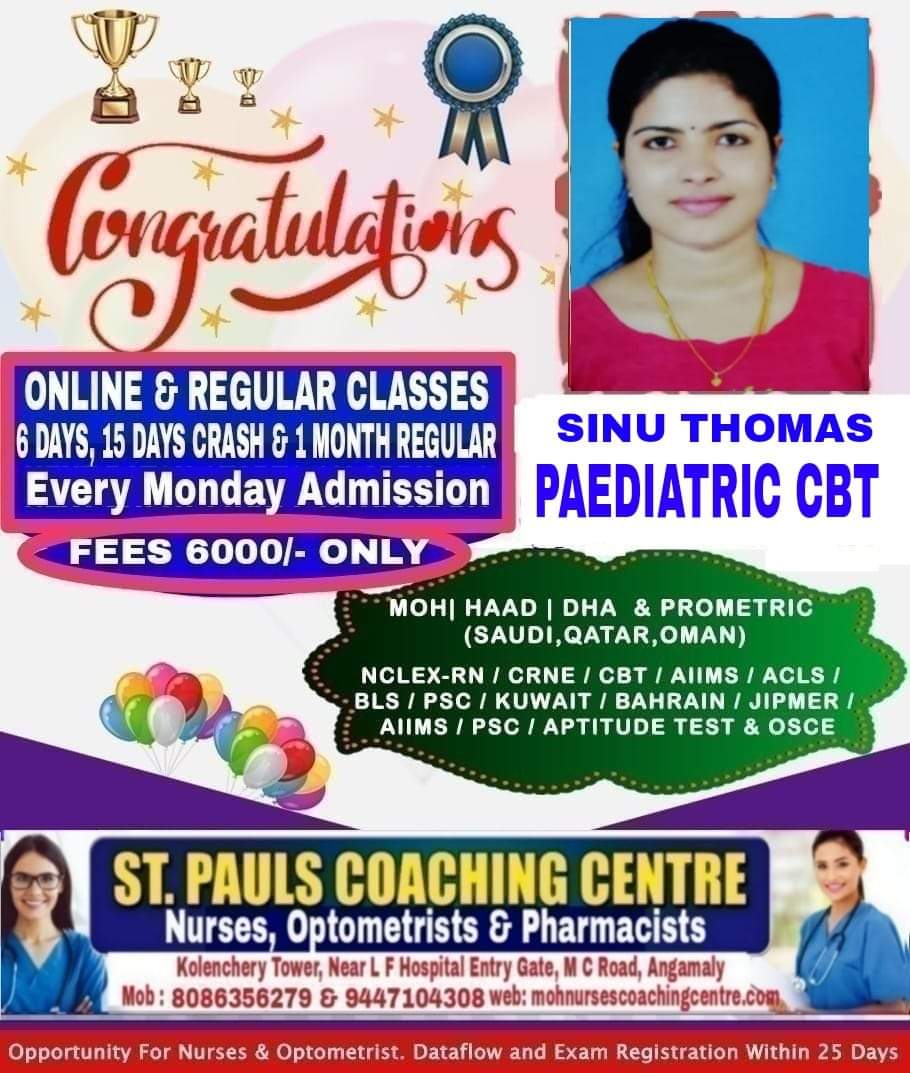 Congratulations
ONLINE & REGULAR CLASSES
6 DAYS, 15 DAYS CRASH & 1 MONTH REGULAR
Every Monday Admission
FEES 6000/- ONLY
SINU THOMAS
PAEDIATRIC CBT
MOH| HAAD | DHA & PROMETRIC
(SAUDI,QATAR,OMAN)
NCLEX-RN / CRNE / CBT / AIIMS / ACLS /
BLS / PSC / KUWAIT / BAHRAIN / JIPMER /
AIIMS / PSC / APTITUDE TEST & OSCE
ST. PAULS COACHING CENTRE
Nurses, Optometrists & Pharmacists
Kolenchery Tower, Near L F Hospital Entry Gate, M C Road, Angamaly
Mob : 8086356279 & 9447104308 web: mohnursescoachingcentre.com
Opportunity For Nurses & Optometrist. Dataflow and Exam Registration Within 25 Days